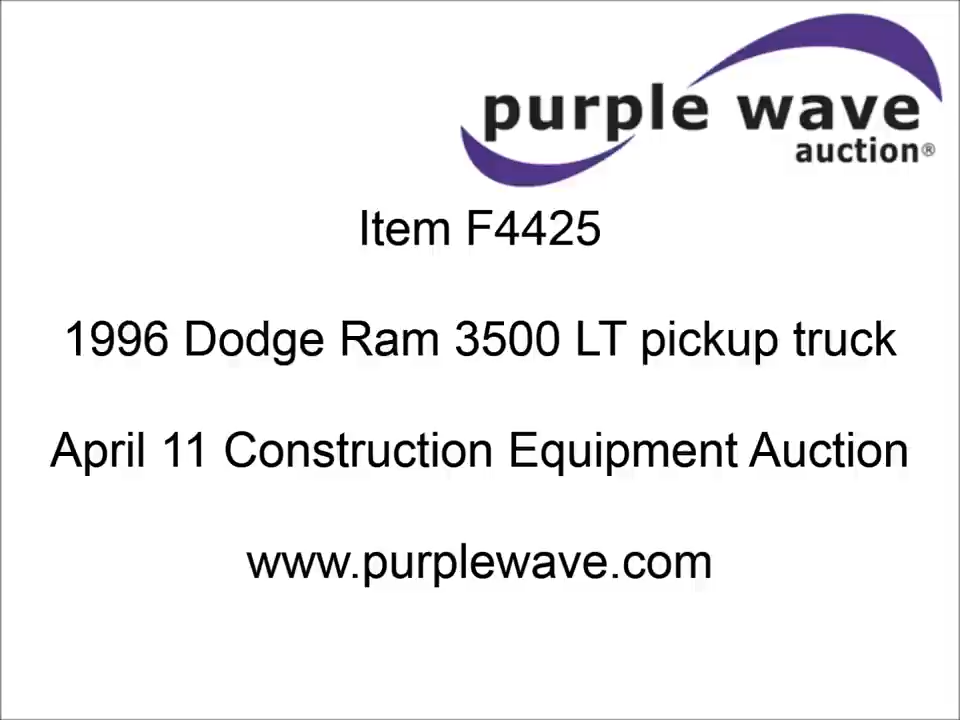 purple wave
auction®
Item F4425
1996 Dodge Ram 3500 LT pickup truck
April 11 Construction Equipment Auction
www.purplewave.com